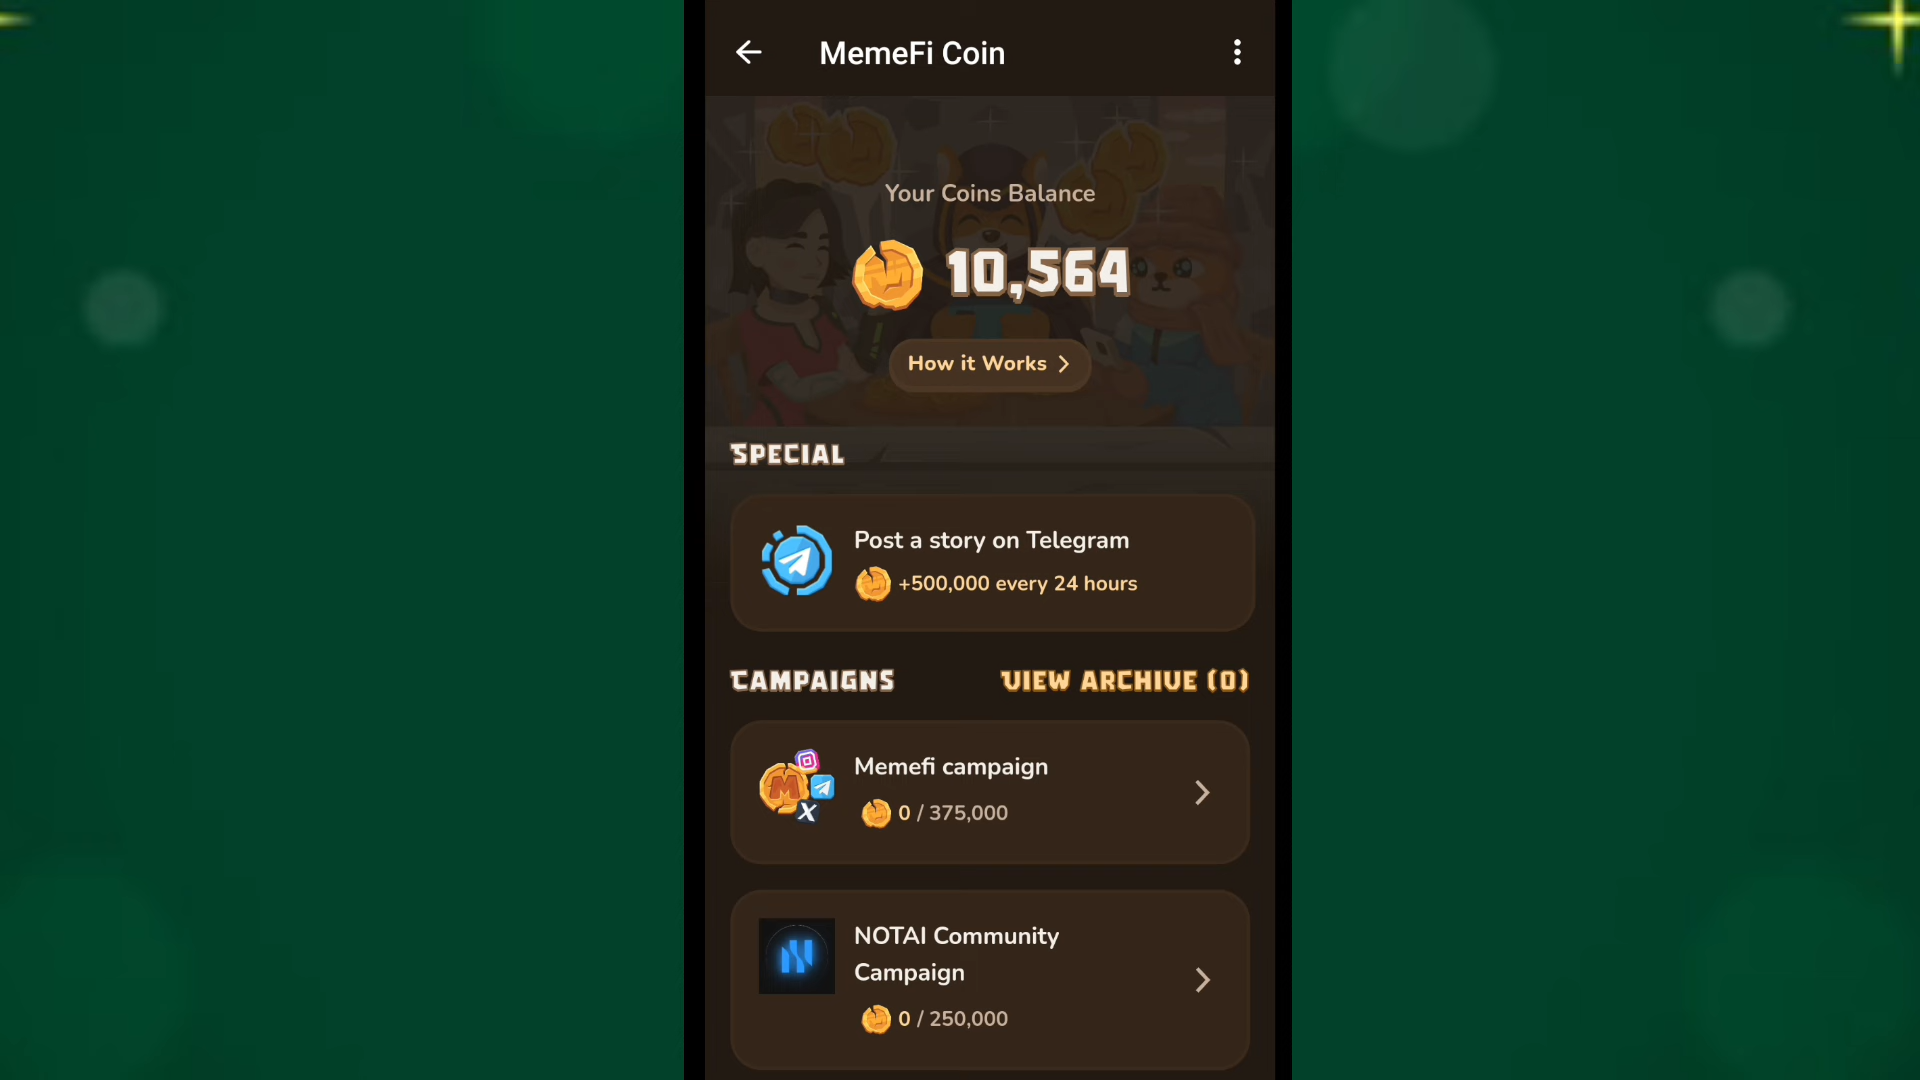 MemeFi Coin
Your Coins Balance
10,564
How it Works
SPECIAL
Post a story on Telegram
+500,000 every 24 hours
CAMPAIGNS
VIEW ARCHIVE (0)
Memefi campaign
0 / 375,000
NOTAI Community
Campaign
0 / 250,000